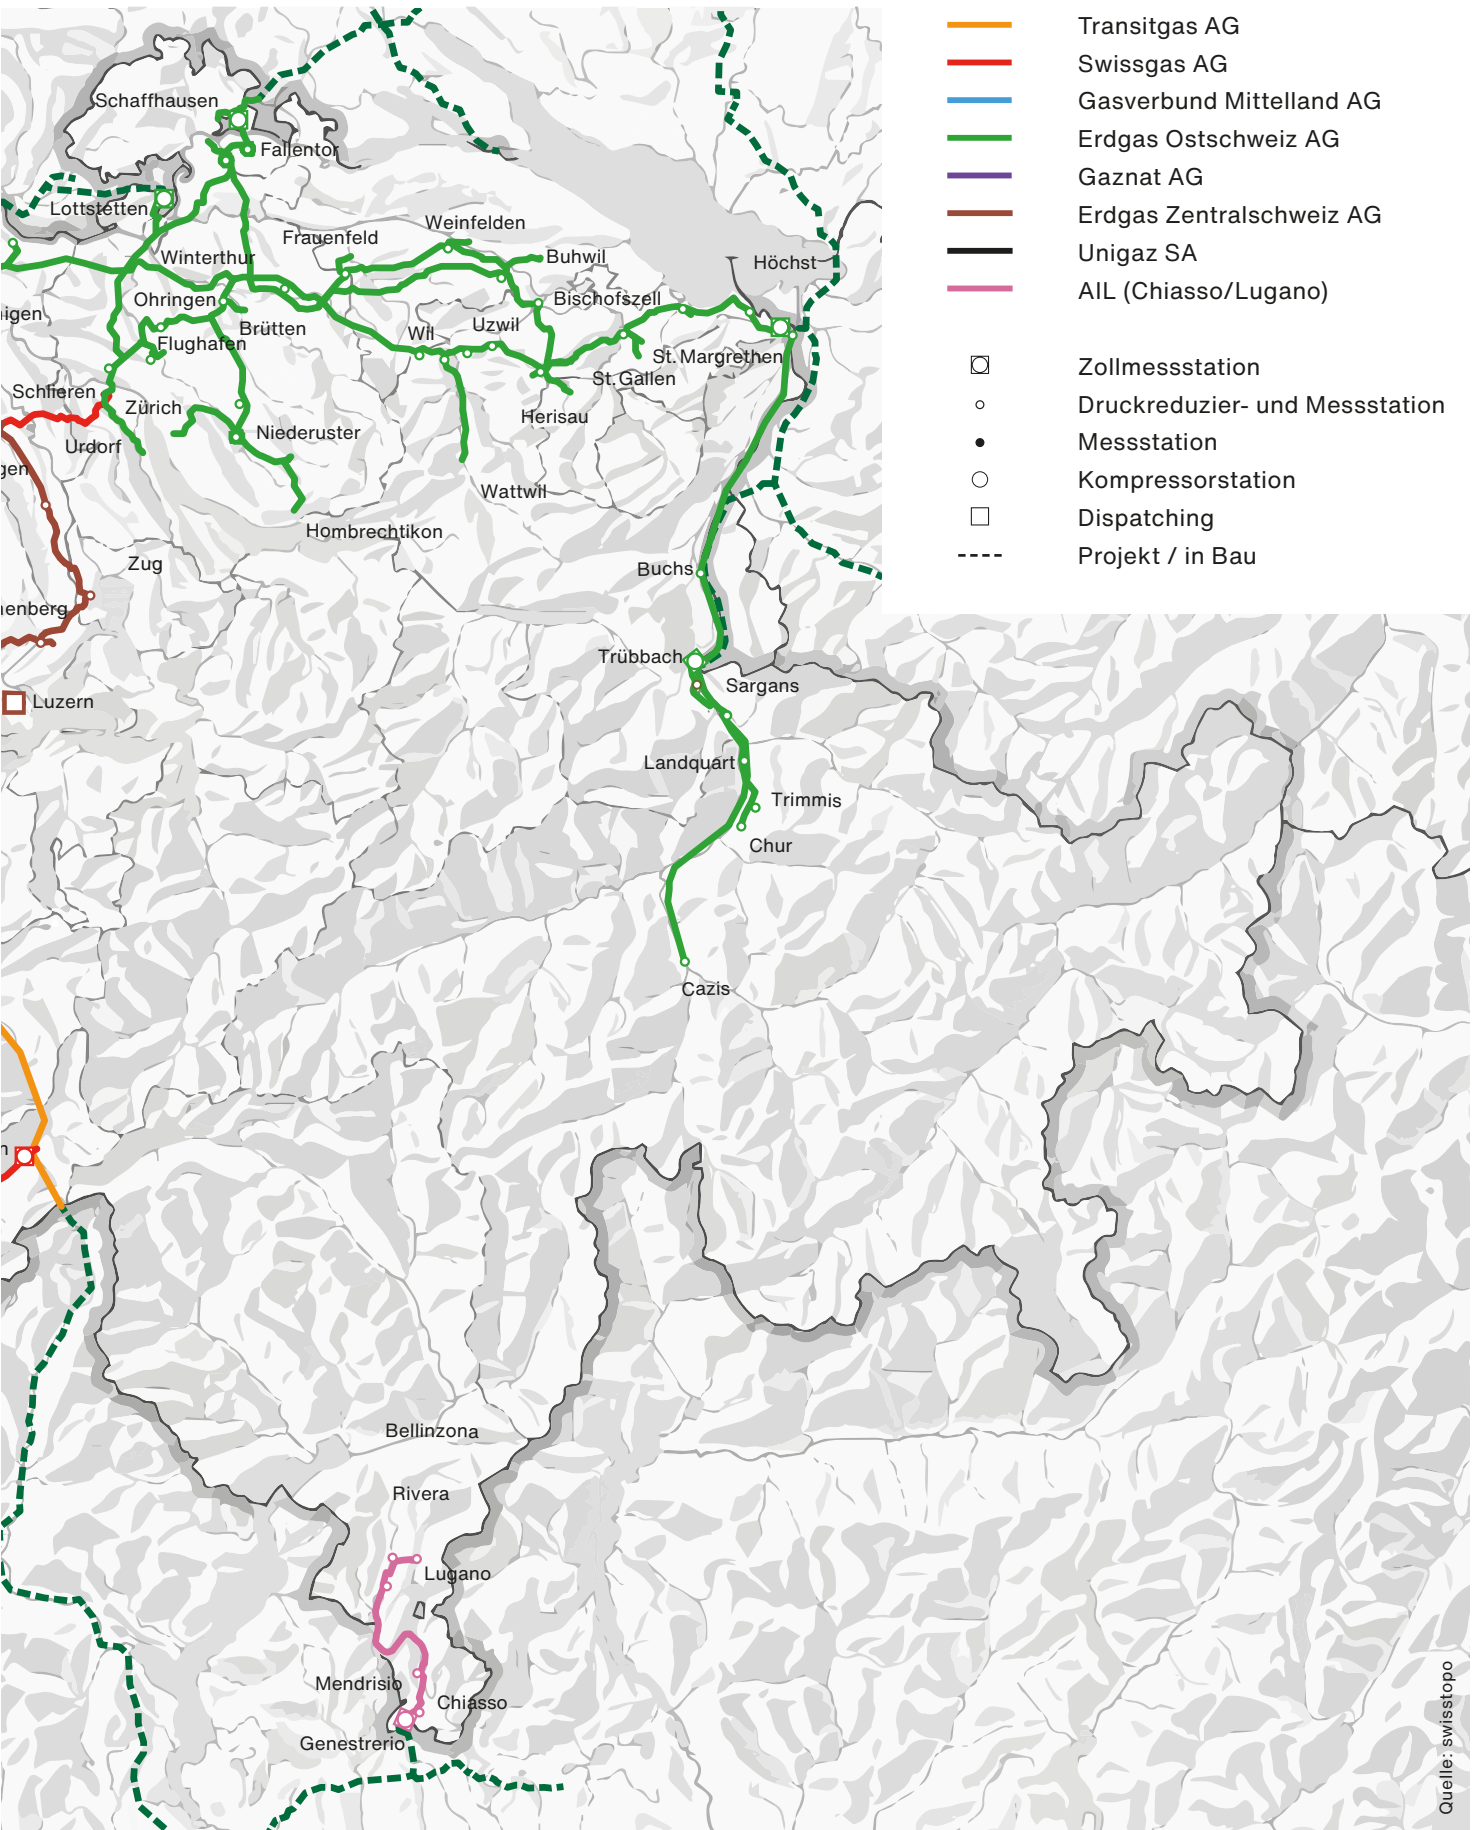 Transitgas AG
Swissgas AG
Gasverbund Mittelland AG
Erdgas Ostschweiz AG
Gaznat AG
Erdgas Zentralschweiz AG
Unigaz SA
AIL (Chiasso/Lugano)
Zollmessstation
Druckreduzier- und Messstation
Messstation
Kompressorstation
Dispatching
Projekt / in Bau
Schaffhausen
Fallentor
Lottstetten
Weinfelden
Frauenfeld
Winterthur
Buhwil
Höchst
Ohringen
Bischofszell
igen
Brütten
Uzwil
Wil
Flughafen
St. Margrethen
St. Gallen
Schlieren
Zürich
Herisau
Urdorf
Niederuster
gen
Wattwil
Hombrechtikon
Zug
Buchs
enberg
Trübbach
Sargans
Luzern
Landquart
Trimmis
Chur
Cazis
n
Bellinzona
Rivera
Lugano
Mendrisio
Chiasso
Genestrerio
Quelle: swisstopo